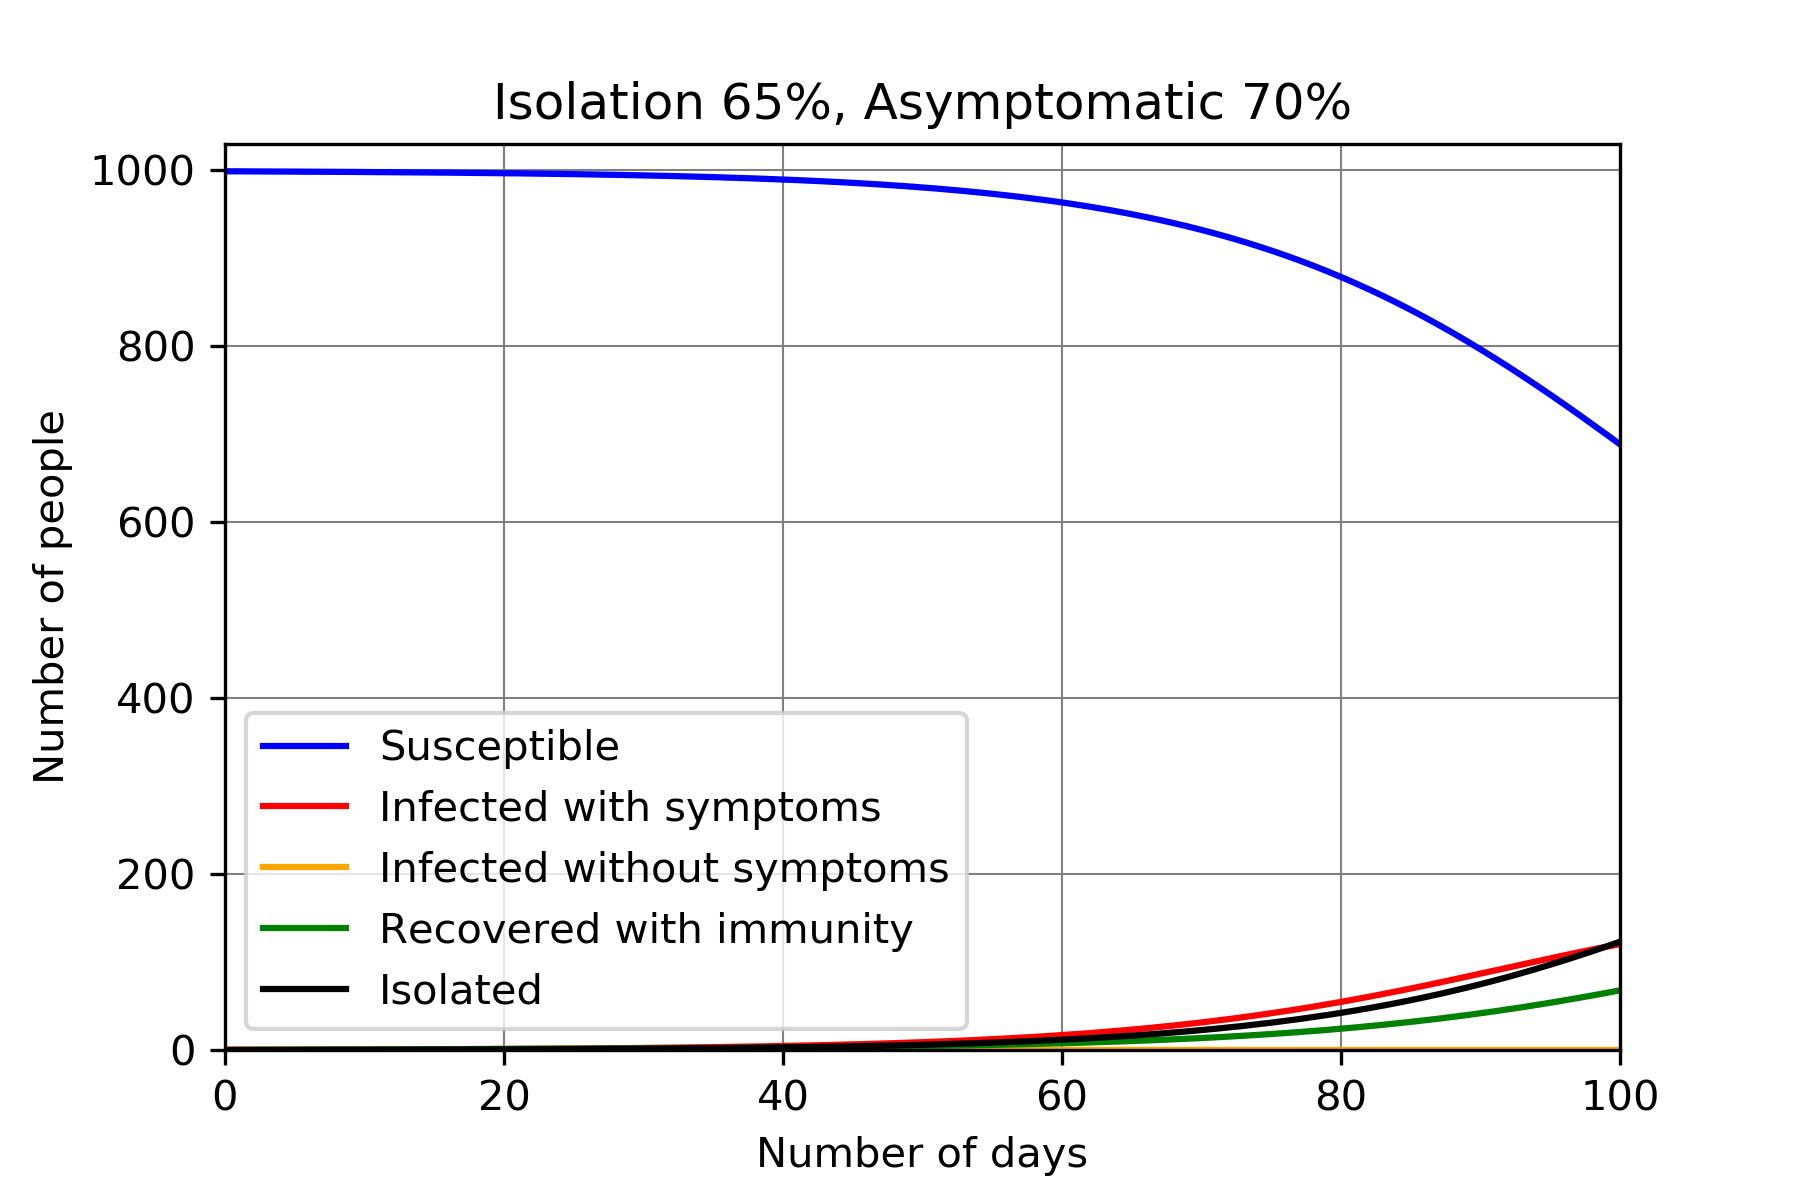 Isolation 65%, Asymptomatic 70%
Number of people
1000
800
600
400
200
0
Susceptible
Infected with symptoms
Infected without symptoms
Recovered with immunity
Isolated
0 20 40 60 80 100
Number of days